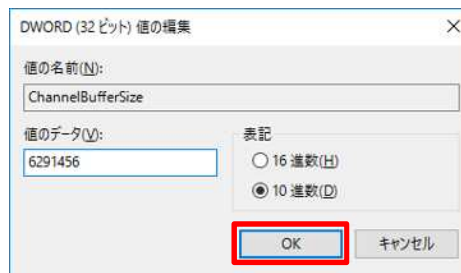 DWORD (32 ビット) 値の編集
値の名前(N):
ChannelBufferSize
値のデータ(V):
表記
6291456
16 進数(H)
10 進数(D)
OK
キャンセル